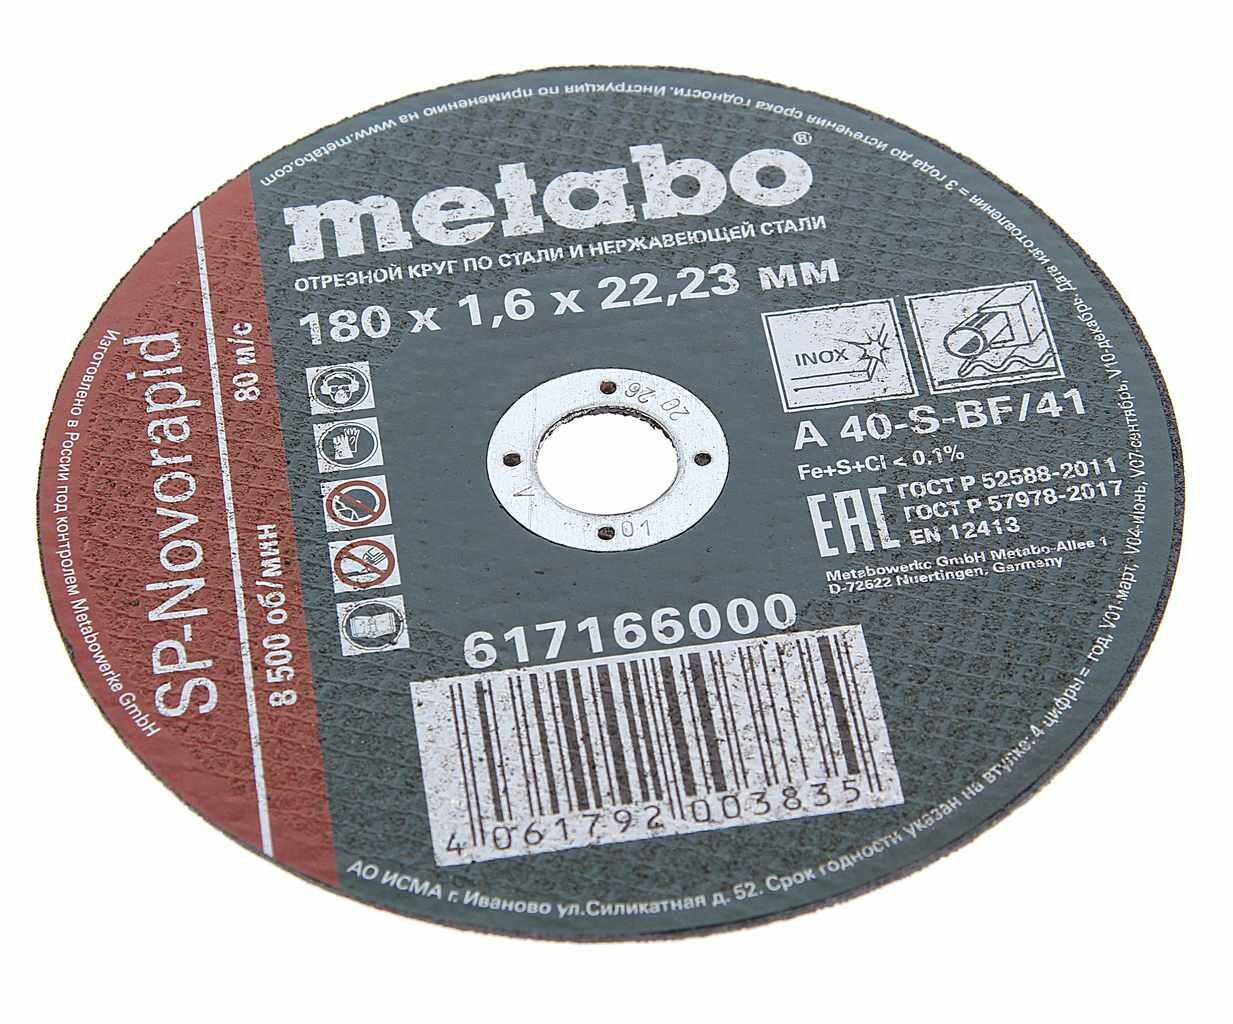 metabo®
ОТРЕЗНОЙ КРУГ ПО СТАЛИ И НЕРЖАВЕЮЩЕЙ СТАЛИ
180 x 1,6 x 22,23 мм
INOX
A 40-S-BF/41
Fe+S+Cl < 0,1%
EAC
ГОСТ Р 52588-2011
ГОСТ Р 57978-2017
EN 12413
Metabowerke GmbH Metabo-Allee 1
D-72622 Nuertingen, Germany
20 26
V
01
617166000
4 061792 003835
SP-Novorapid
80 м/с
8 500 об/мин
Изготовлено в России под контролем Metabowerke GmbH
АО ИСМА г. Иваново ул.Силикатная д. 52. Срок годности указан на втулке: 4 цифры = год, V01-март, V04-июнь, V07-сентябрь, V10-декабрь. Дата изготовления = 3 года до истечения срока годности. Инструкция по применению на www.metabo.com